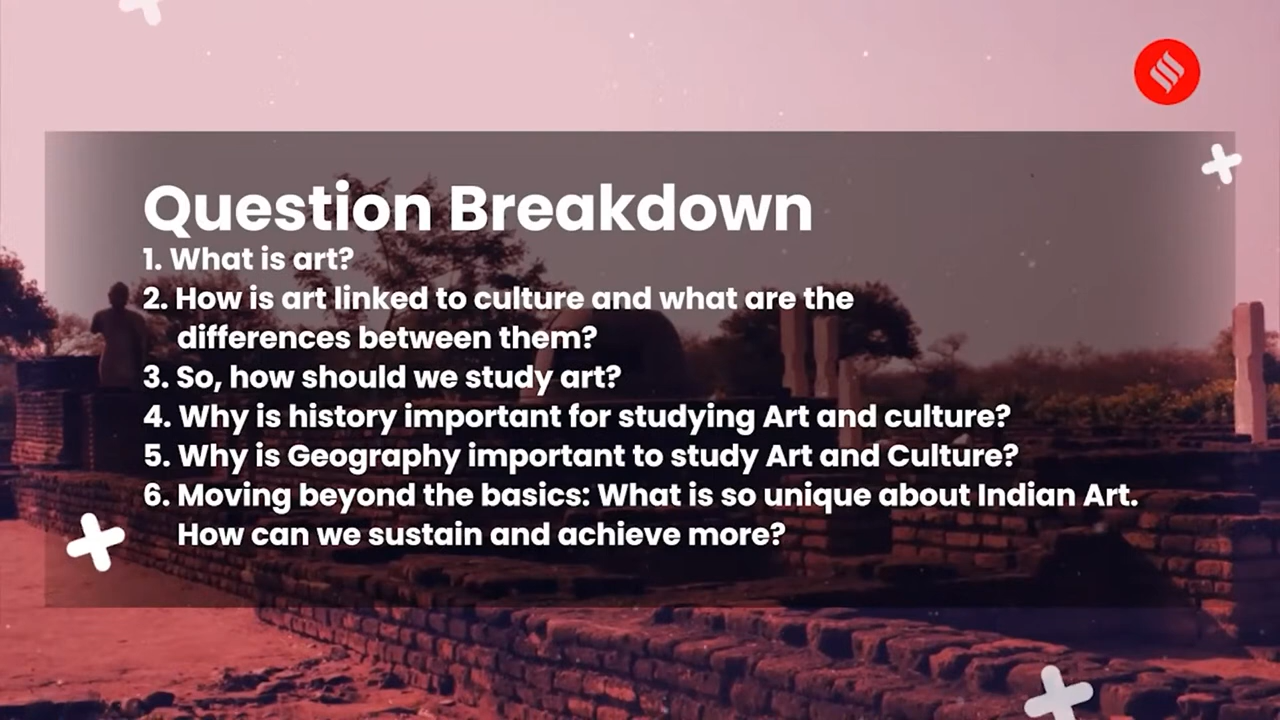 Question Breakdown
1. What is art?
2. How is art linked to culture and what are the
differences between them?
3. So, how should we study art?
4. Why is history important for studying Art and culture?
5. Why is Geography important to study Art and Culture?
6. Moving beyond the basics: What is so unique about Indian Art.
How can we sustain and achieve more?